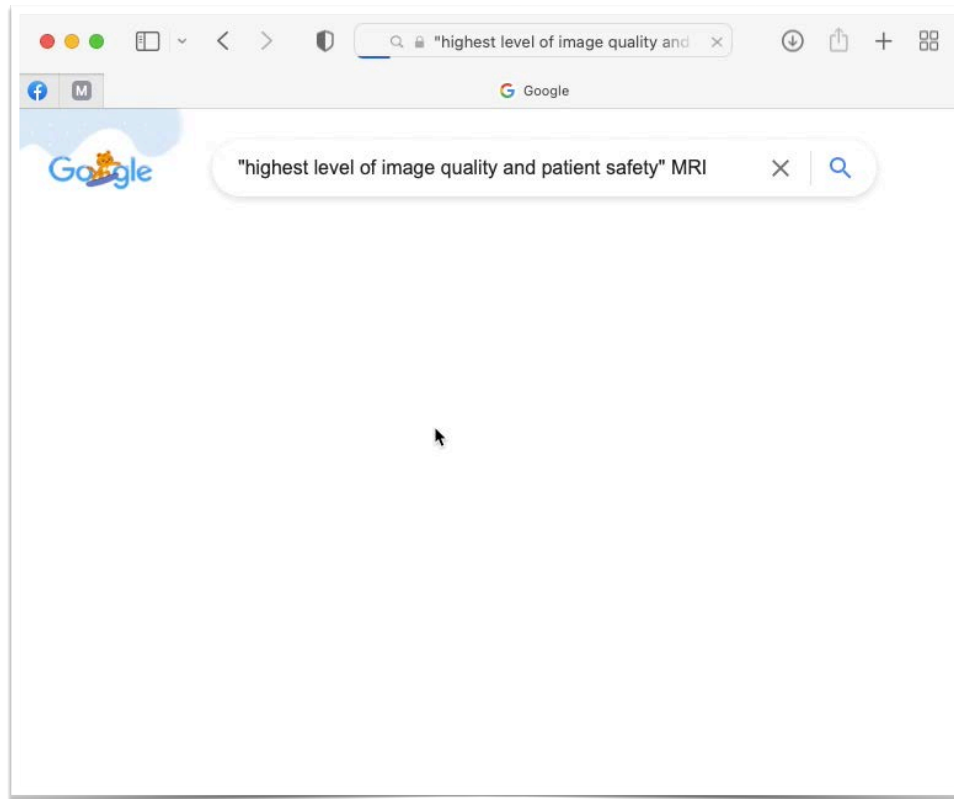 "highest level of image quality and
M
Google
Google
"highest level of image quality and patient safety" MRI